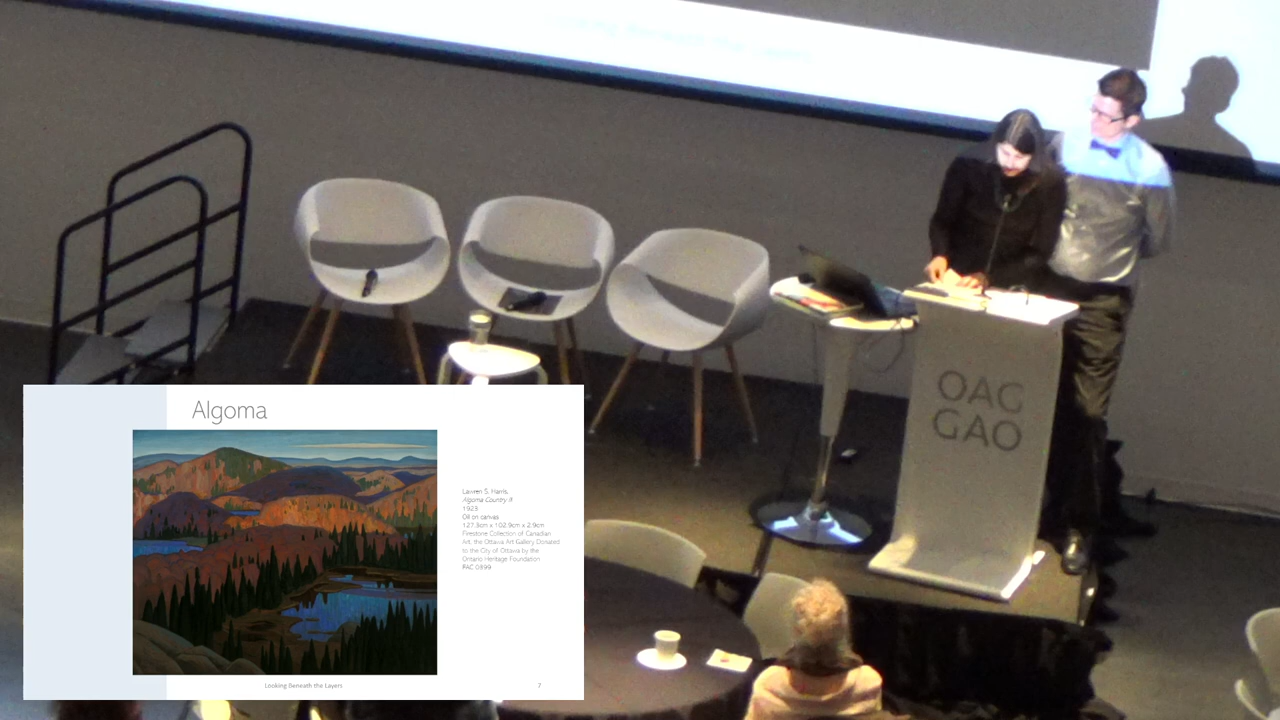 OAG
GAO
Algoma
Lawren S. Harris,
Algoma Country II
1923
Oil on canvas
127.3cm x 102.9cm x 2.9cm
Firestone Collection of Canadian
Art, the Ottawa Art Gallery Donated
to the City of Ottawa by the
Ontario Heritage Foundation
FAC 0399
Looking Beneath the Layers
7